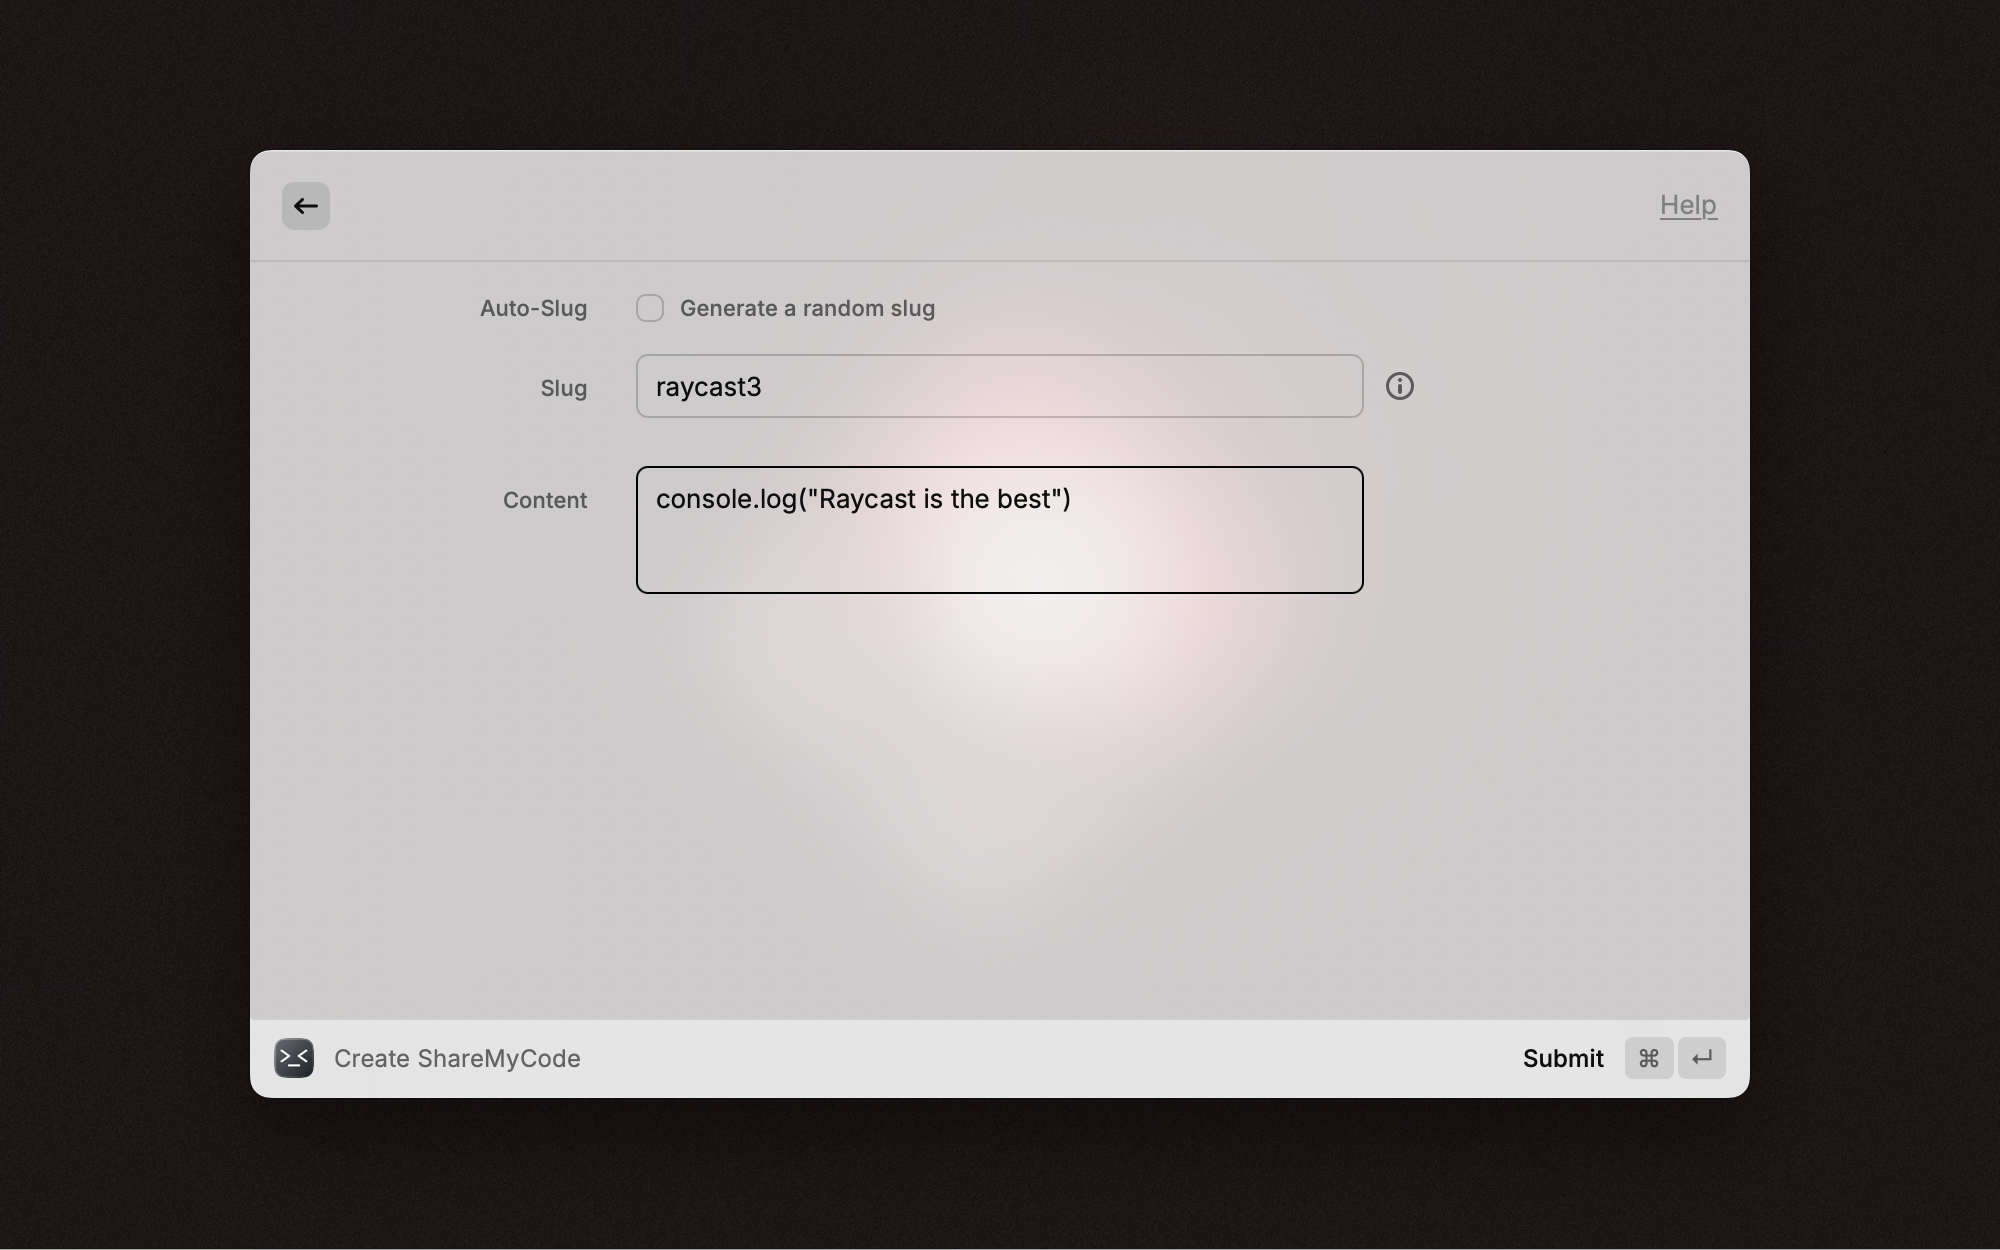 Help
Auto-Slug
Generate a random slug
Slug
raycast3
Content
console.log("Raycast is the best")
Create ShareMyCode
Submit ⌘ ↵